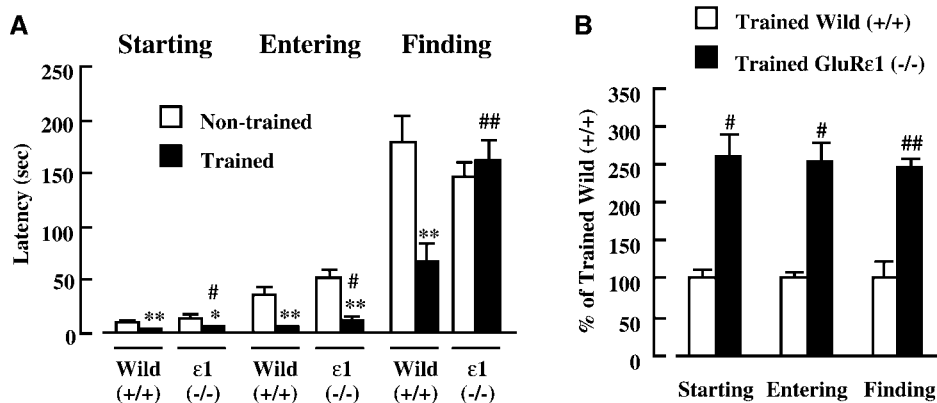 A
Starting Entering Finding
250
200
150
100
50
0
Latency (sec)
Non-trained
Trained
** # * ** # ** ** ##
Wild (+/+) ε1 (-/-) Wild (+/+) ε1 (-/-) Wild (+/+) ε1 (-/-)
B
Trained Wild (+/+)
Trained GluRε1 (-/-)
350
300
250
200
150
100
50
0
% of Trained Wild (+/+)
# # ##
Starting Entering Finding